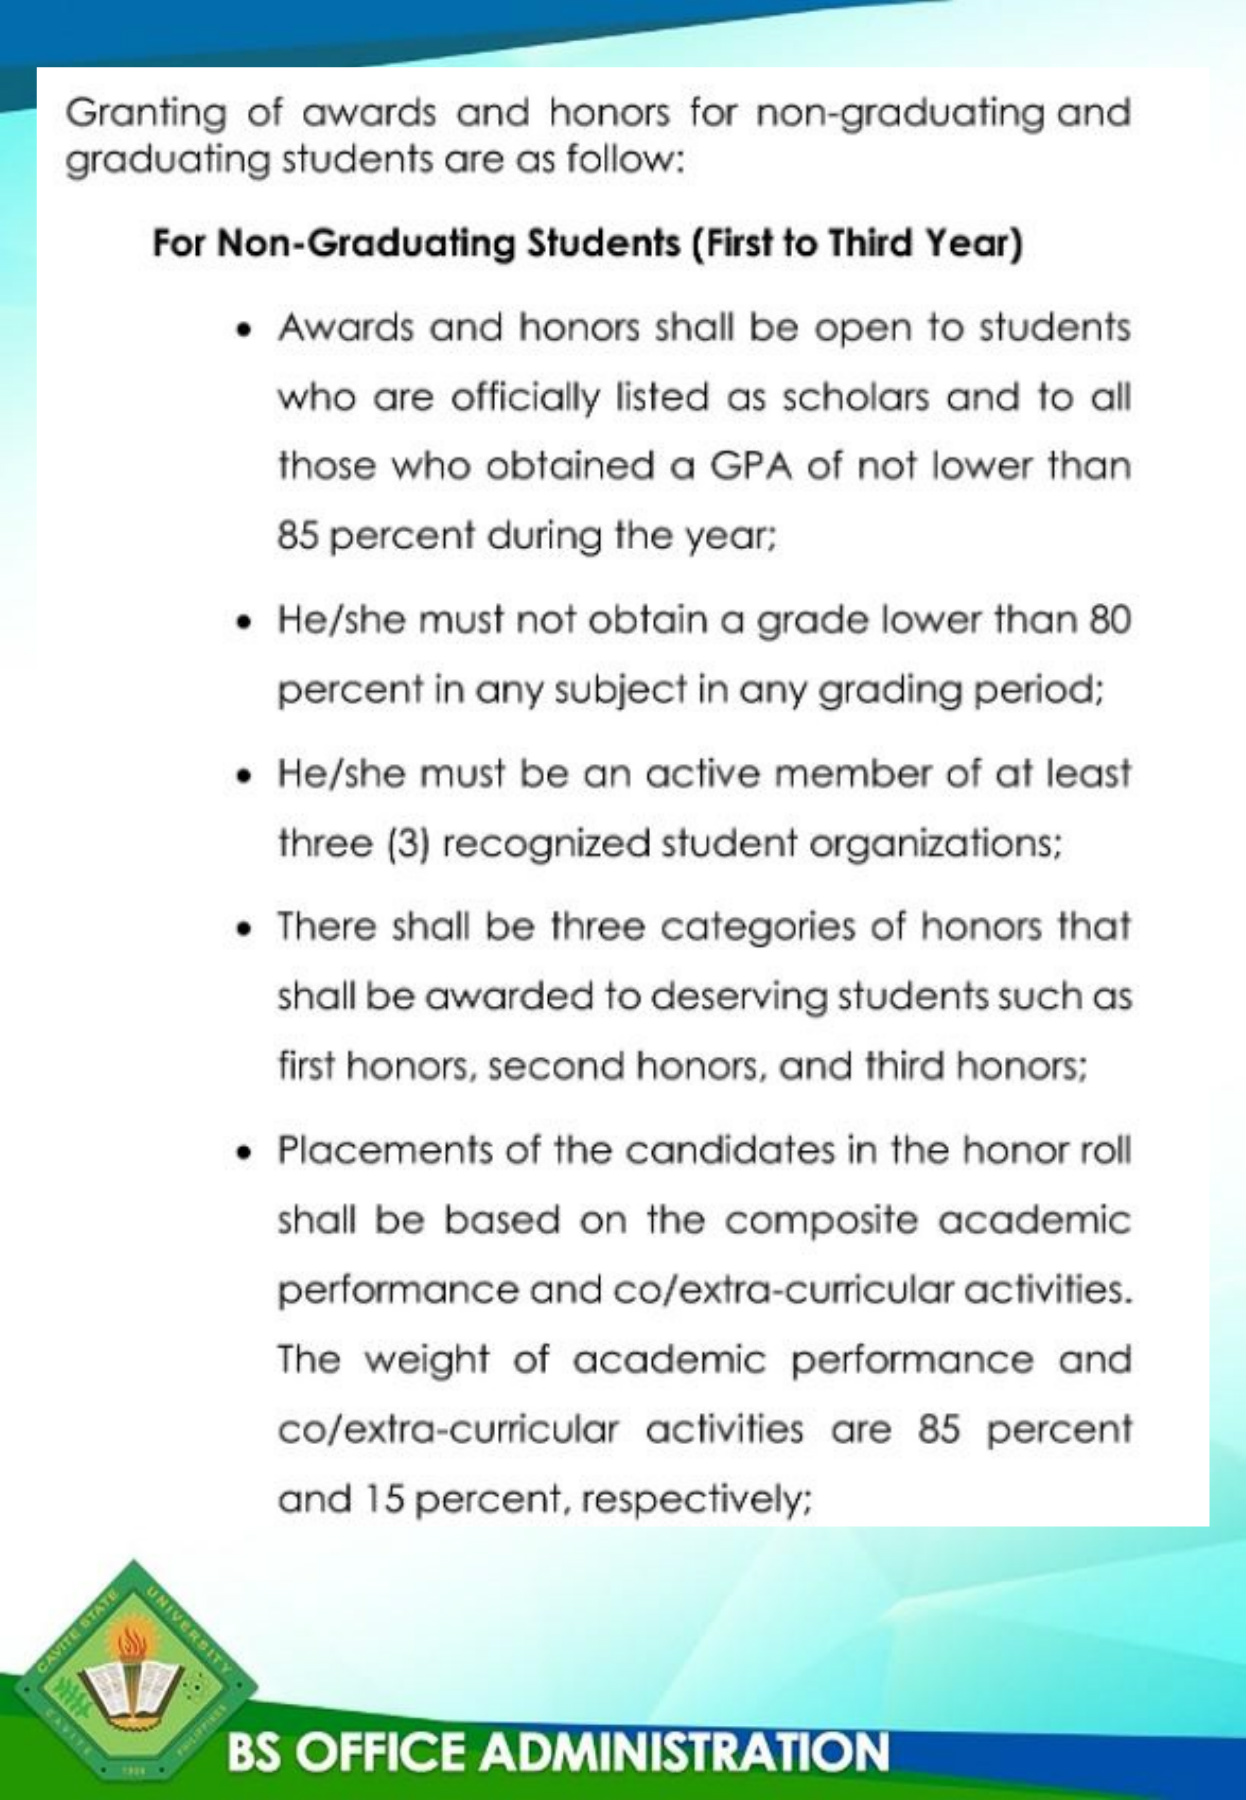 Granting of awards and honors for non-graduating and
graduating students are as follow:
For Non-Graduating Students (First to Third Year)
• Awards and honors shall be open to students
who are officially listed as scholars and to all
those who obtained a GPA of not lower than
85 percent during the year;
• He/she must not obtain a grade lower than 80
percent in any subject in any grading period;
• He/she must be an active member of at least
three (3) recognized student organizations;
• There shall be three categories of honors that
shall be awarded to deserving students such as
first honors, second honors, and third honors;
• Placements of the candidates in the honor roll
shall be based on the composite academic
performance and co/extra-curricular activities.
The weight of academic performance and
co/extra-curricular activities are 85 percent
and 15 percent, respectively;
CAVITE STATE UNIVERSITY
CAVITE PHILIPPINES
1906
BS OFFICE ADMINISTRATION